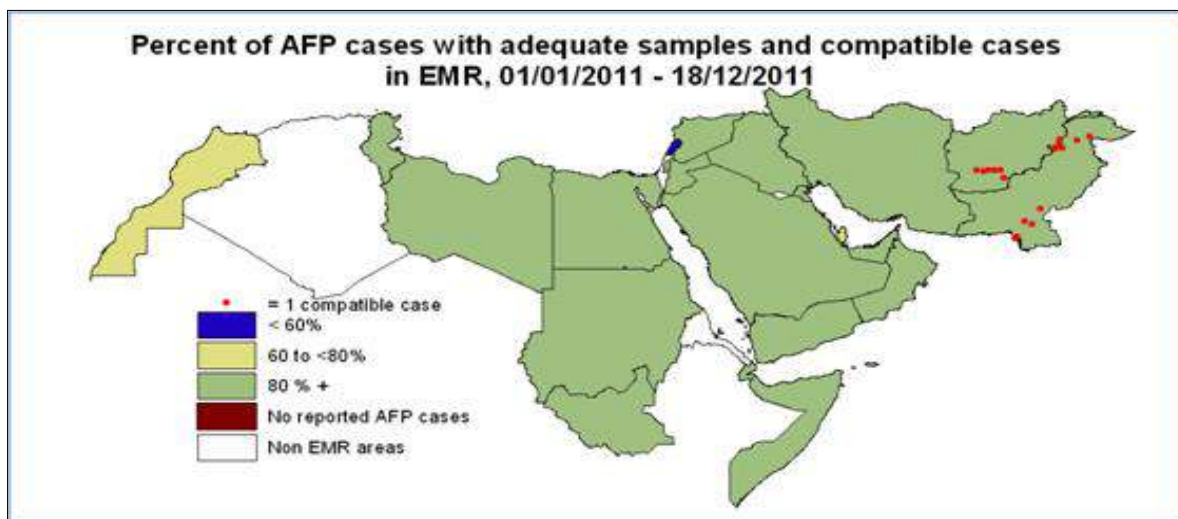 Percent of AFP cases with adequate samples and compatible cases
in EMR, 01/01/2011 - 18/12/2011
= 1 compatible case
< 60%
60 to <80%
80 % +
No reported AFP cases
Non EMR areas